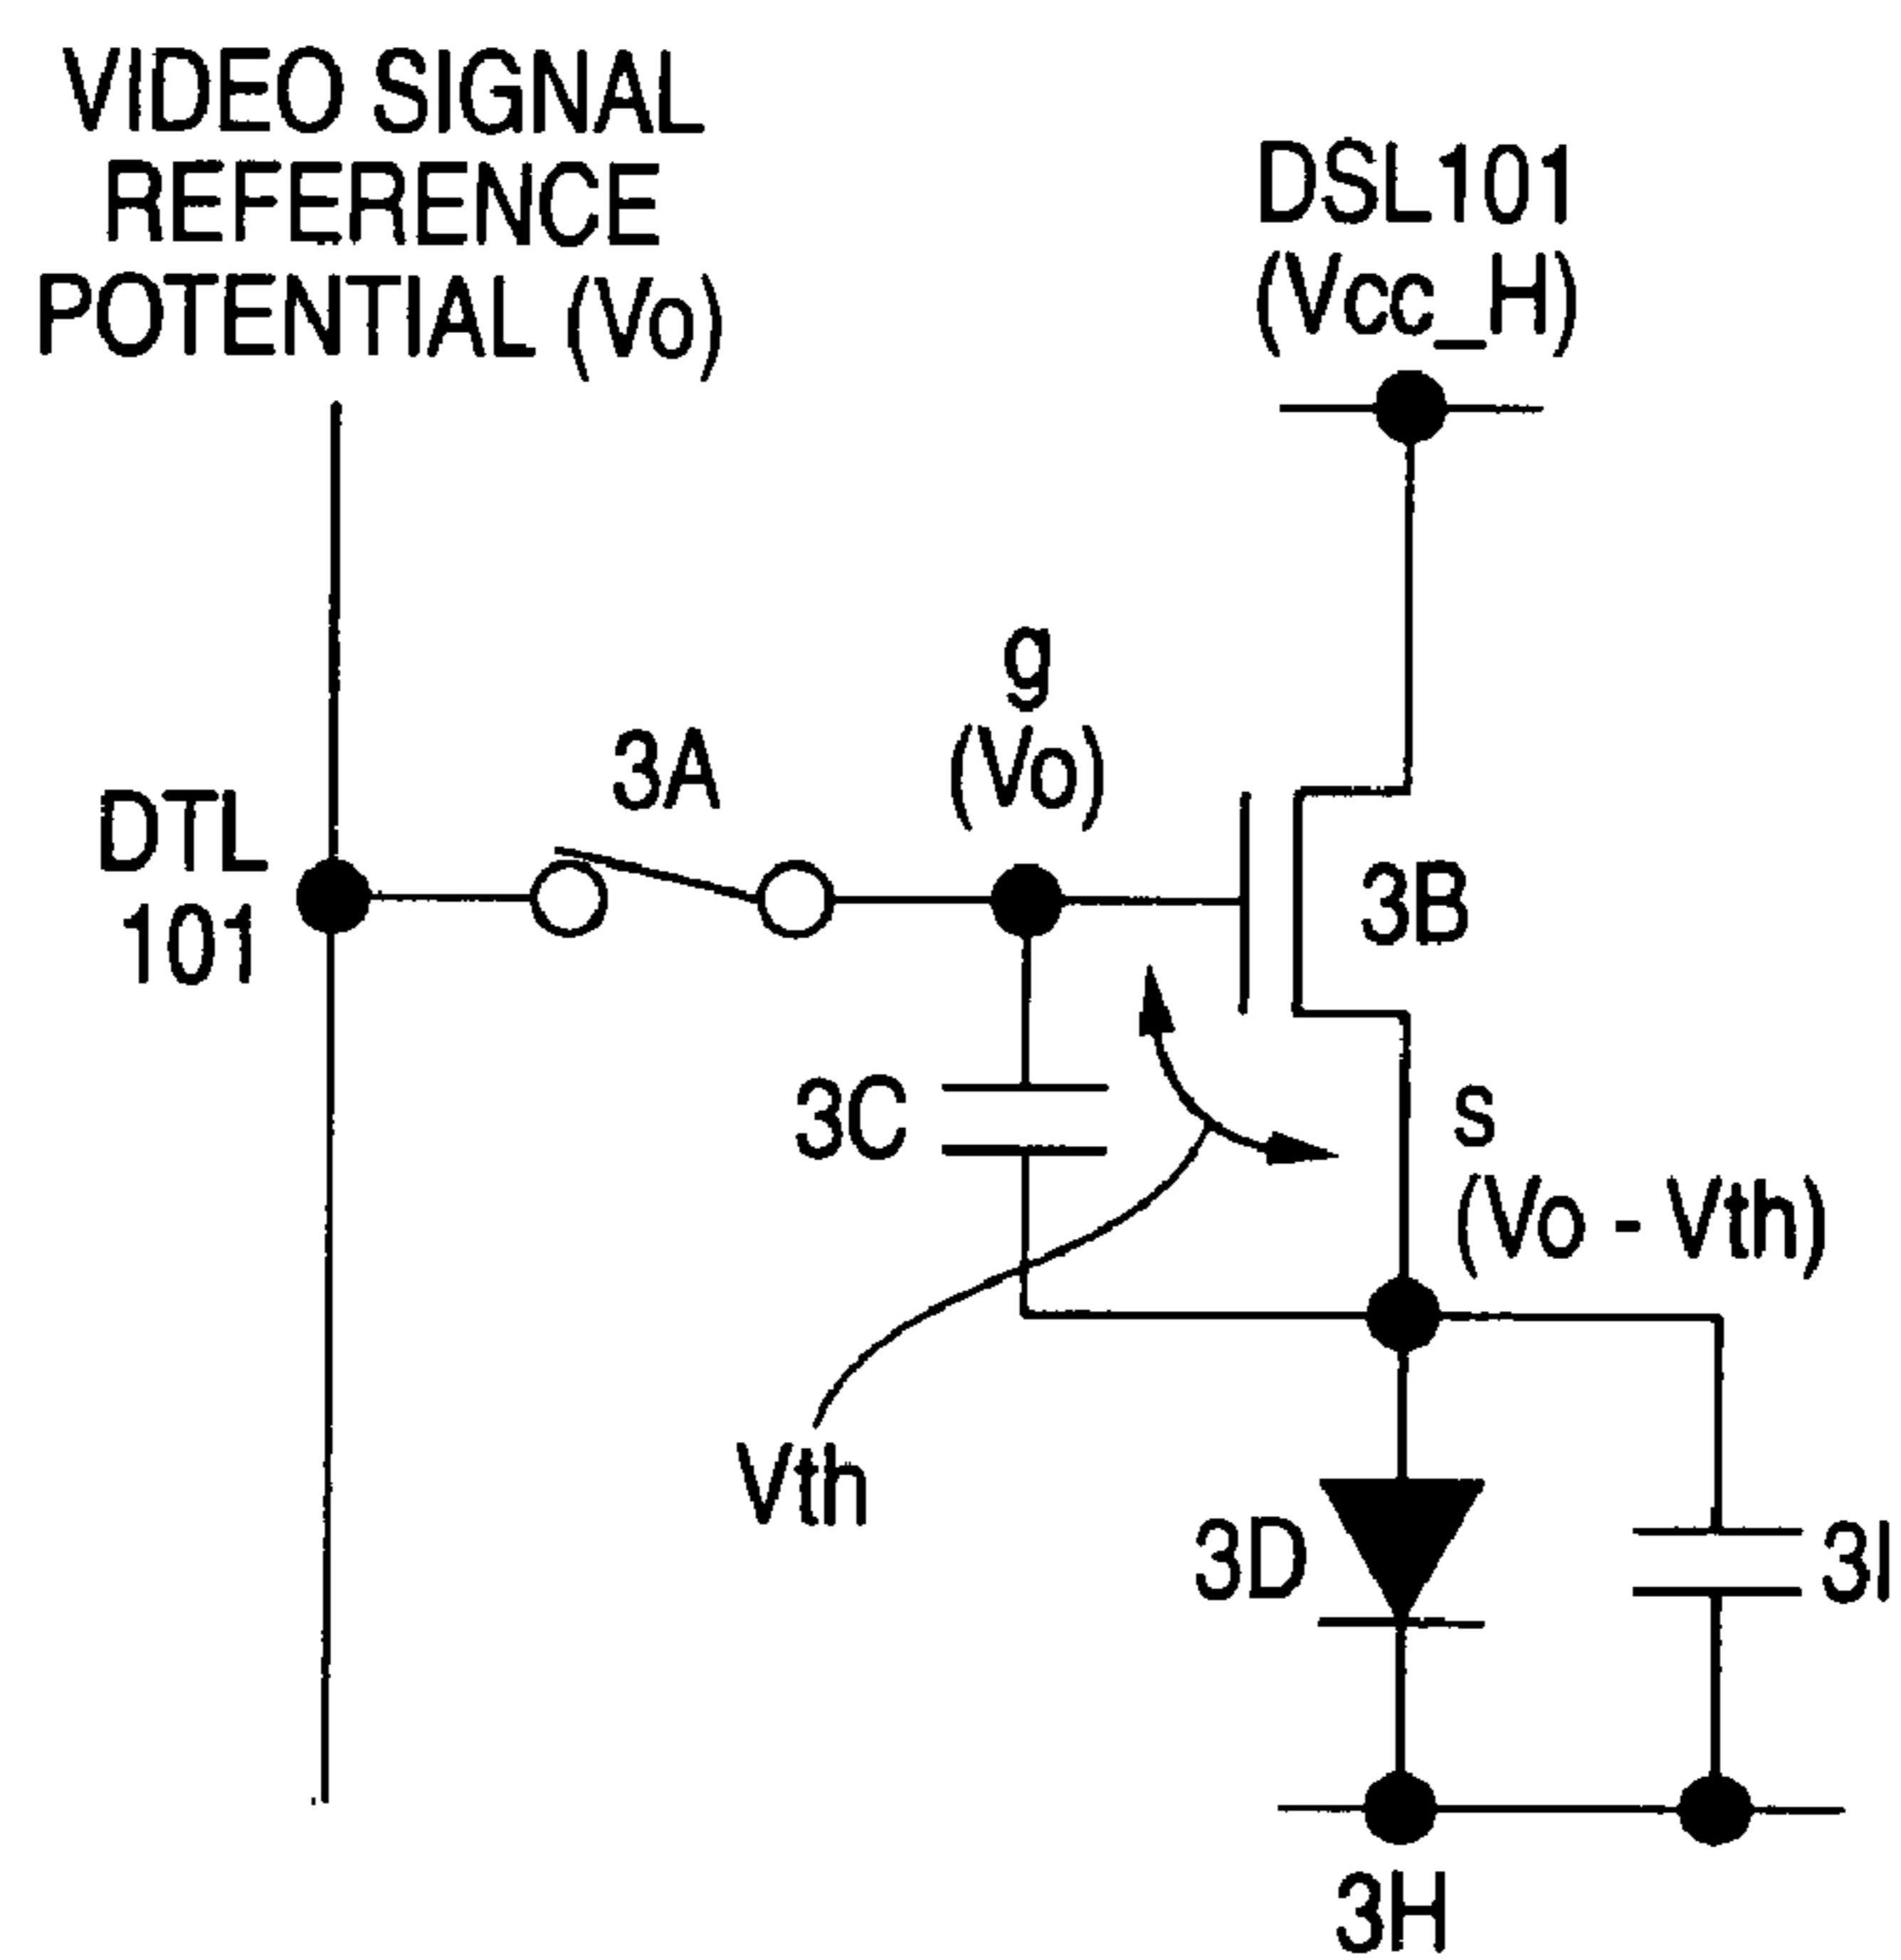 VIDEO SIGNAL
REFERENCE
POTENTIAL (Vo)
DSL101
(Vcc_H)
g
(Vo)
3A
DTL
101
3B
3C
s
(Vo - Vth)
Vth
3D
3I
3H